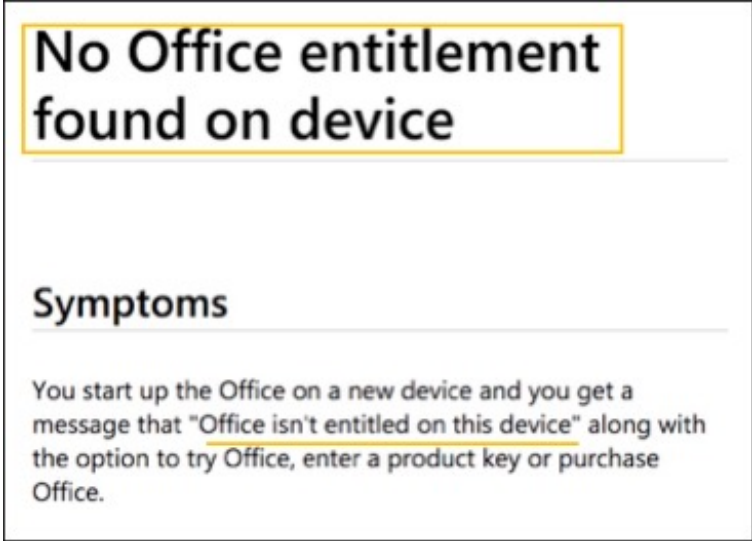 No Office entitlement
found on device
Symptoms
You start up the Office on a new device and you get a
message that "Office isn't entitled on this device" along with
the option to try Office, enter a product key or purchase
Office.